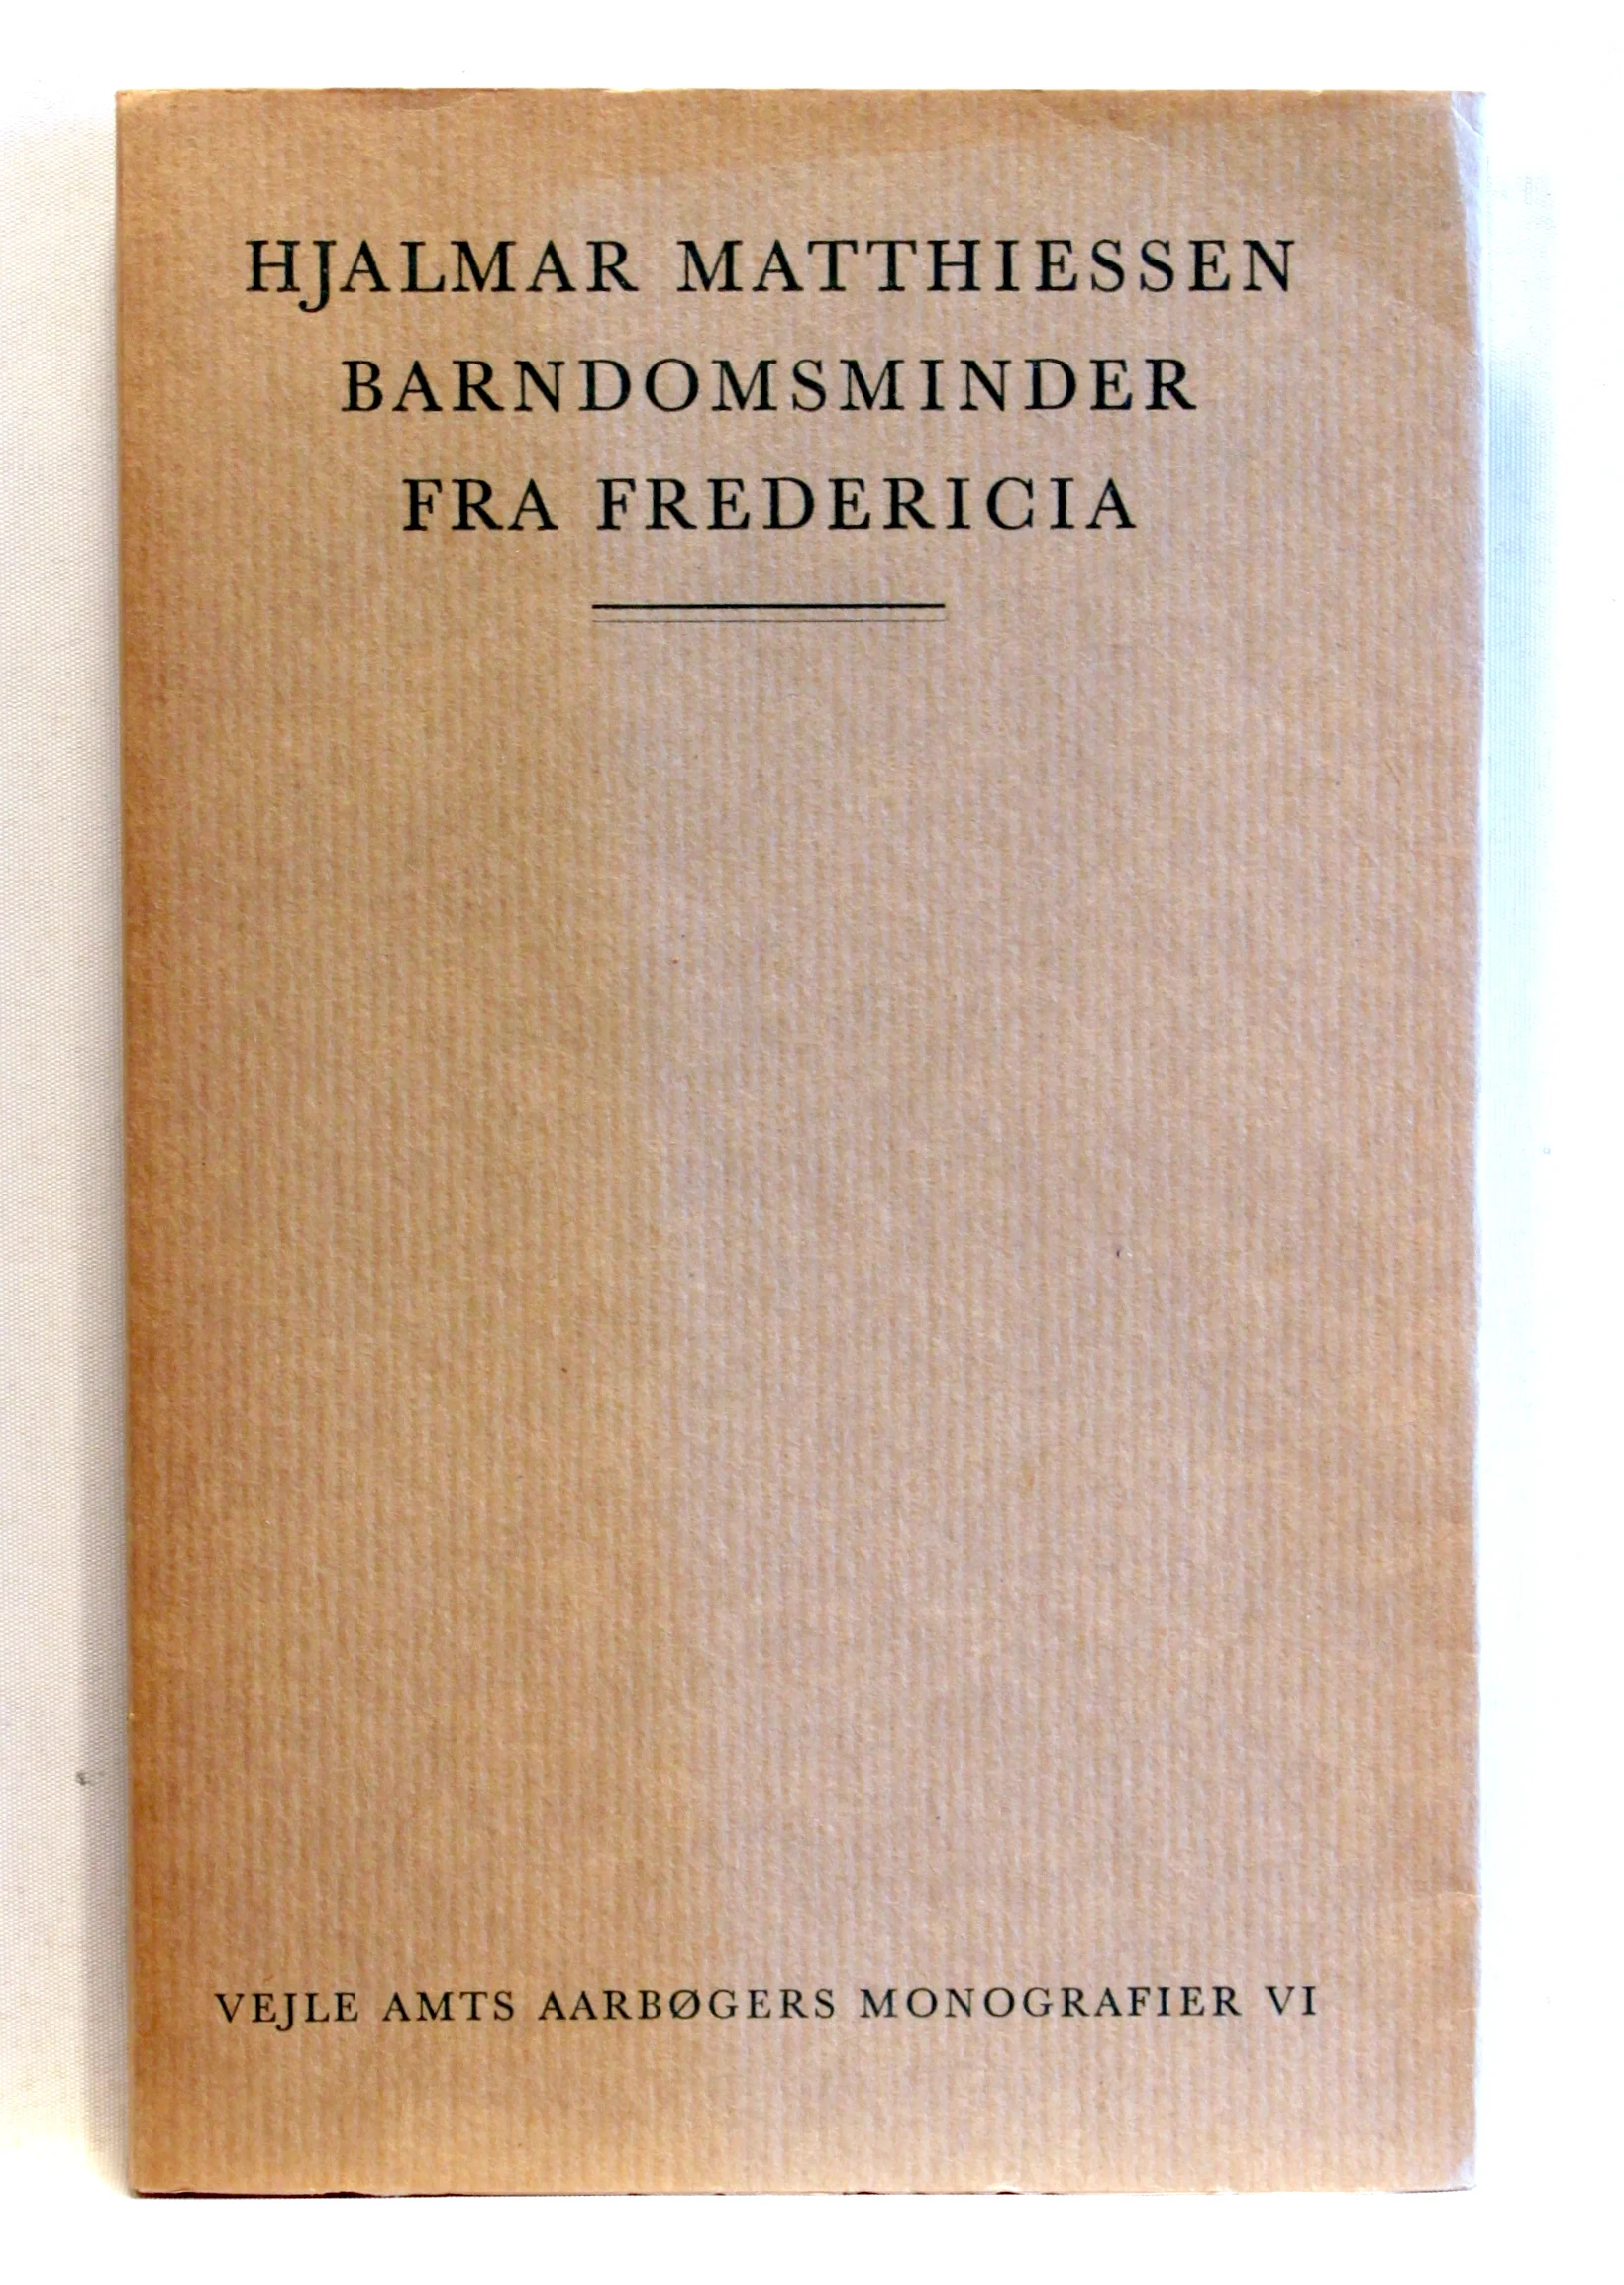 HJALMAR MATTHIESSEN
BARNDOMSMINDER
FRA FREDERICIA
VEJLE AMTS AARBØGERS MONOGRAFIER VI